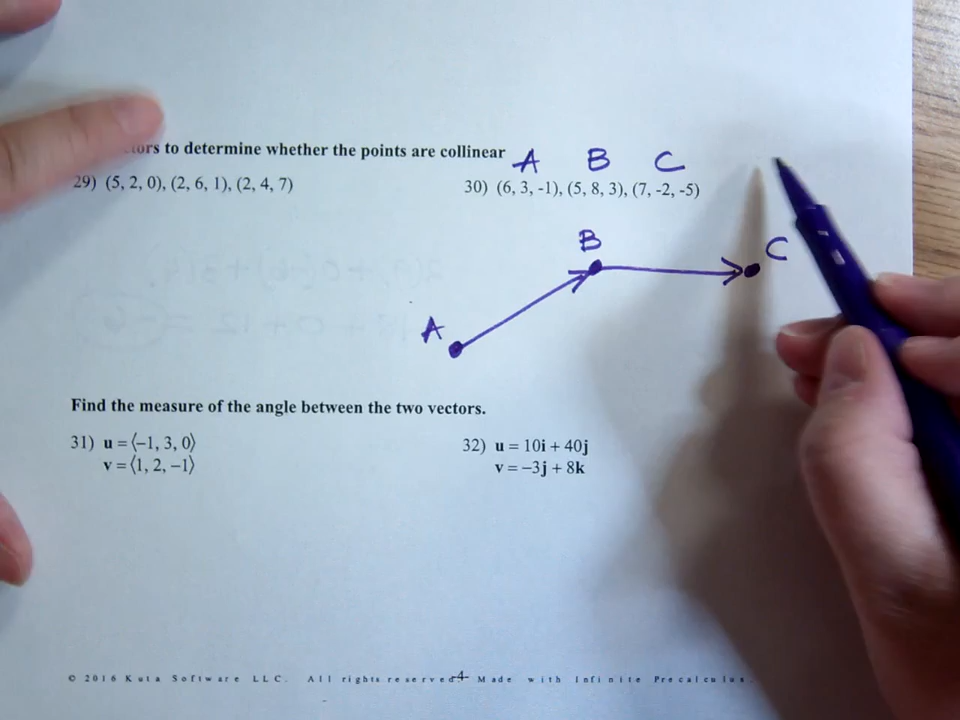 to determine whether the points are collinear
A B C
29) (5, 2, 0), (2, 6, 1), (2, 4, 7)
30) (6, 3, -1), (5, 8, 3), (7, -2, -5)
B
C
A
Find the measure of the angle between the two vectors.
31) u = ⟨−1, 3, 0⟩
v = ⟨1, 2, −1⟩
32) u = 10i + 40j
v = −3j + 8k
© 2016 Kuta Software LLC. All rights reserved. -4- Made with Infinite Precalculus.